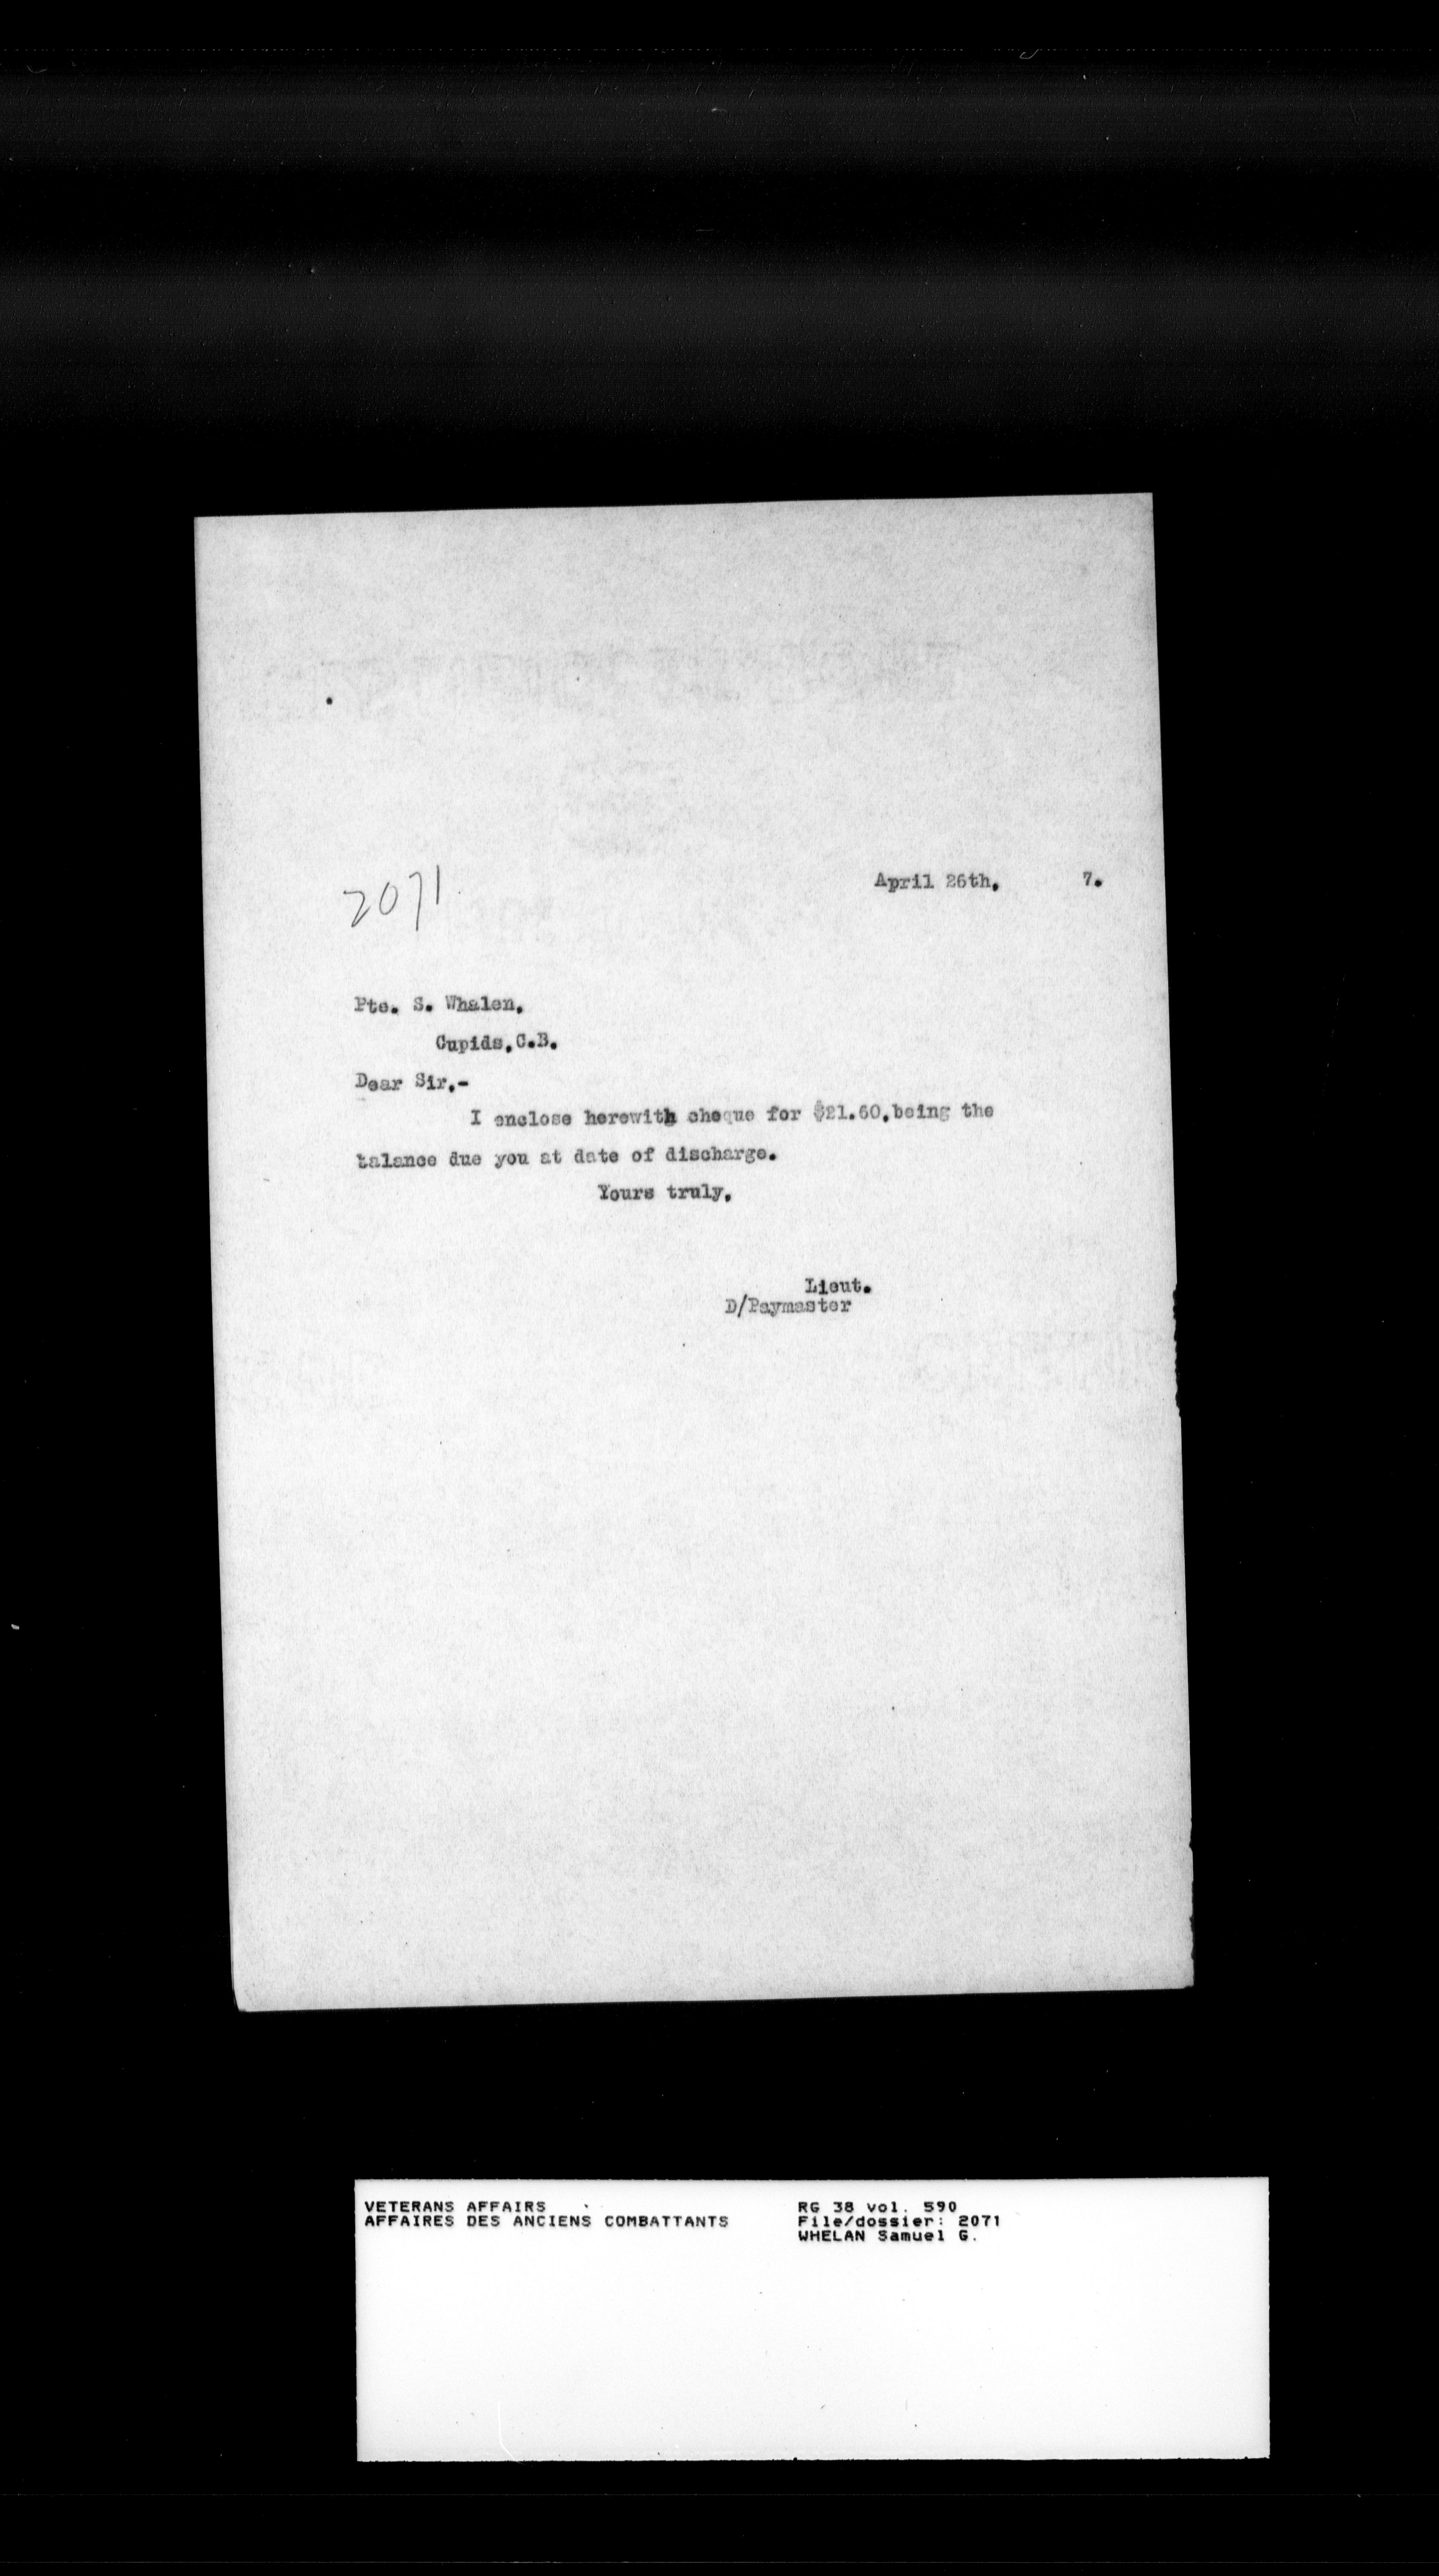 April 26th, 7.
2071
Pte. S. Whalen,
Cupids, C.B.
Dear Sir,-
I enclose herewith cheque for $21.60, being the
balance due you at date of discharge.
Yours truly,
Lieut.
D/Paymaster
VETERANS AFFAIRS RG 38 vol. 590
AFFAIRES DES ANCIENS COMBATTANTS File/dossier: 2071
WHELAN Samuel G.